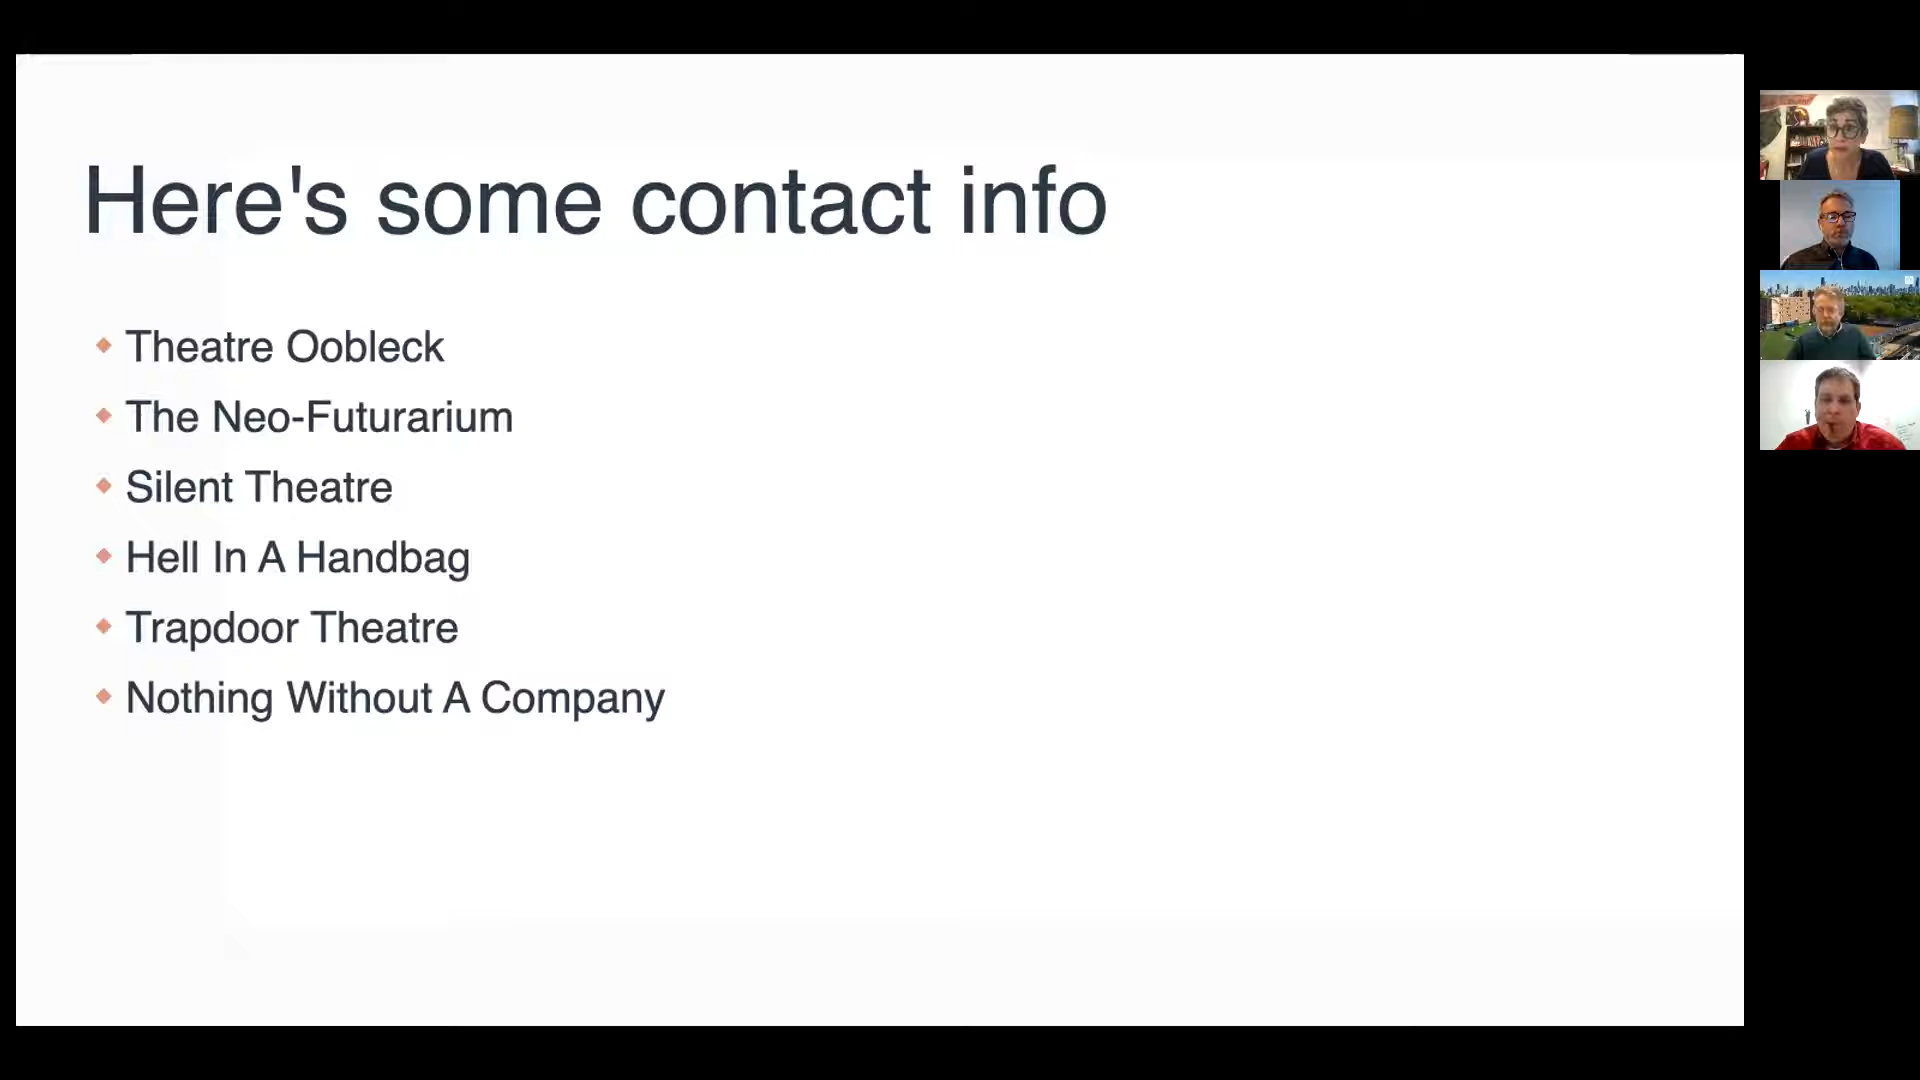 Here's some contact info
Theatre Oobleck
The Neo-Futurarium
Silent Theatre
Hell In A Handbag
Trapdoor Theatre
Nothing Without A Company